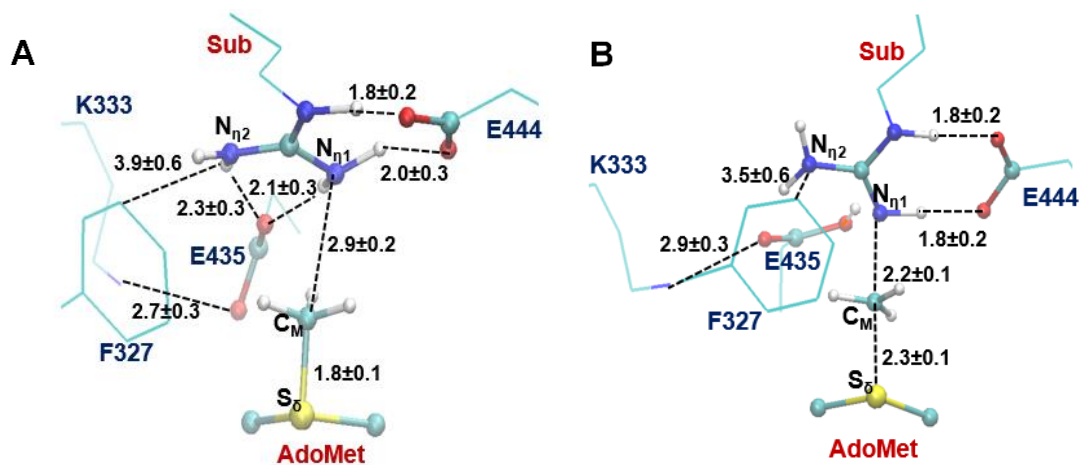 A
Sub
1.8±0.2
K333
Nη2
Nη1
E444
3.9±0.6
2.1±0.3
2.0±0.3
2.3±0.3
E435
2.9±0.2
2.7±0.3
CM
F327
1.8±0.1
Sδ
AdoMet
B
Sub
1.8±0.2
Nη2
K333
3.5±0.6
E444
Nη1
2.9±0.3
E435
1.8±0.2
2.2±0.1
F327
CM
2.3±0.1
Sδ
AdoMet